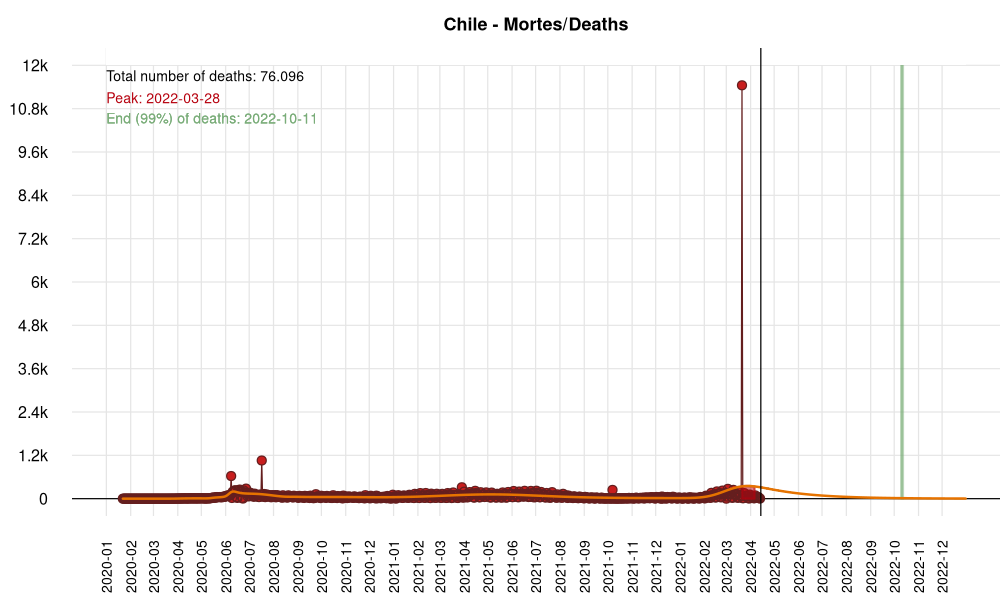 Chile - Mortes/Deaths
Total number of deaths: 76.096
Peak: 2022-03-28
End (99%) of deaths: 2022-10-11
12k
10.8k
9.6k
8.4k
7.2k
6k
4.8k
3.6k
2.4k
1.2k
0
2020-01
2020-02
2020-03
2020-04
2020-05
2020-06
2020-07
2020-08
2020-09
2020-10
2020-11
2020-12
2021-01
2021-02
2021-03
2021-04
2021-05
2021-06
2021-07
2021-08
2021-09
2021-10
2021-11
2021-12
2022-01
2022-02
2022-03
2022-04
2022-05
2022-06
2022-07
2022-08
2022-09
2022-10
2022-11
2022-12